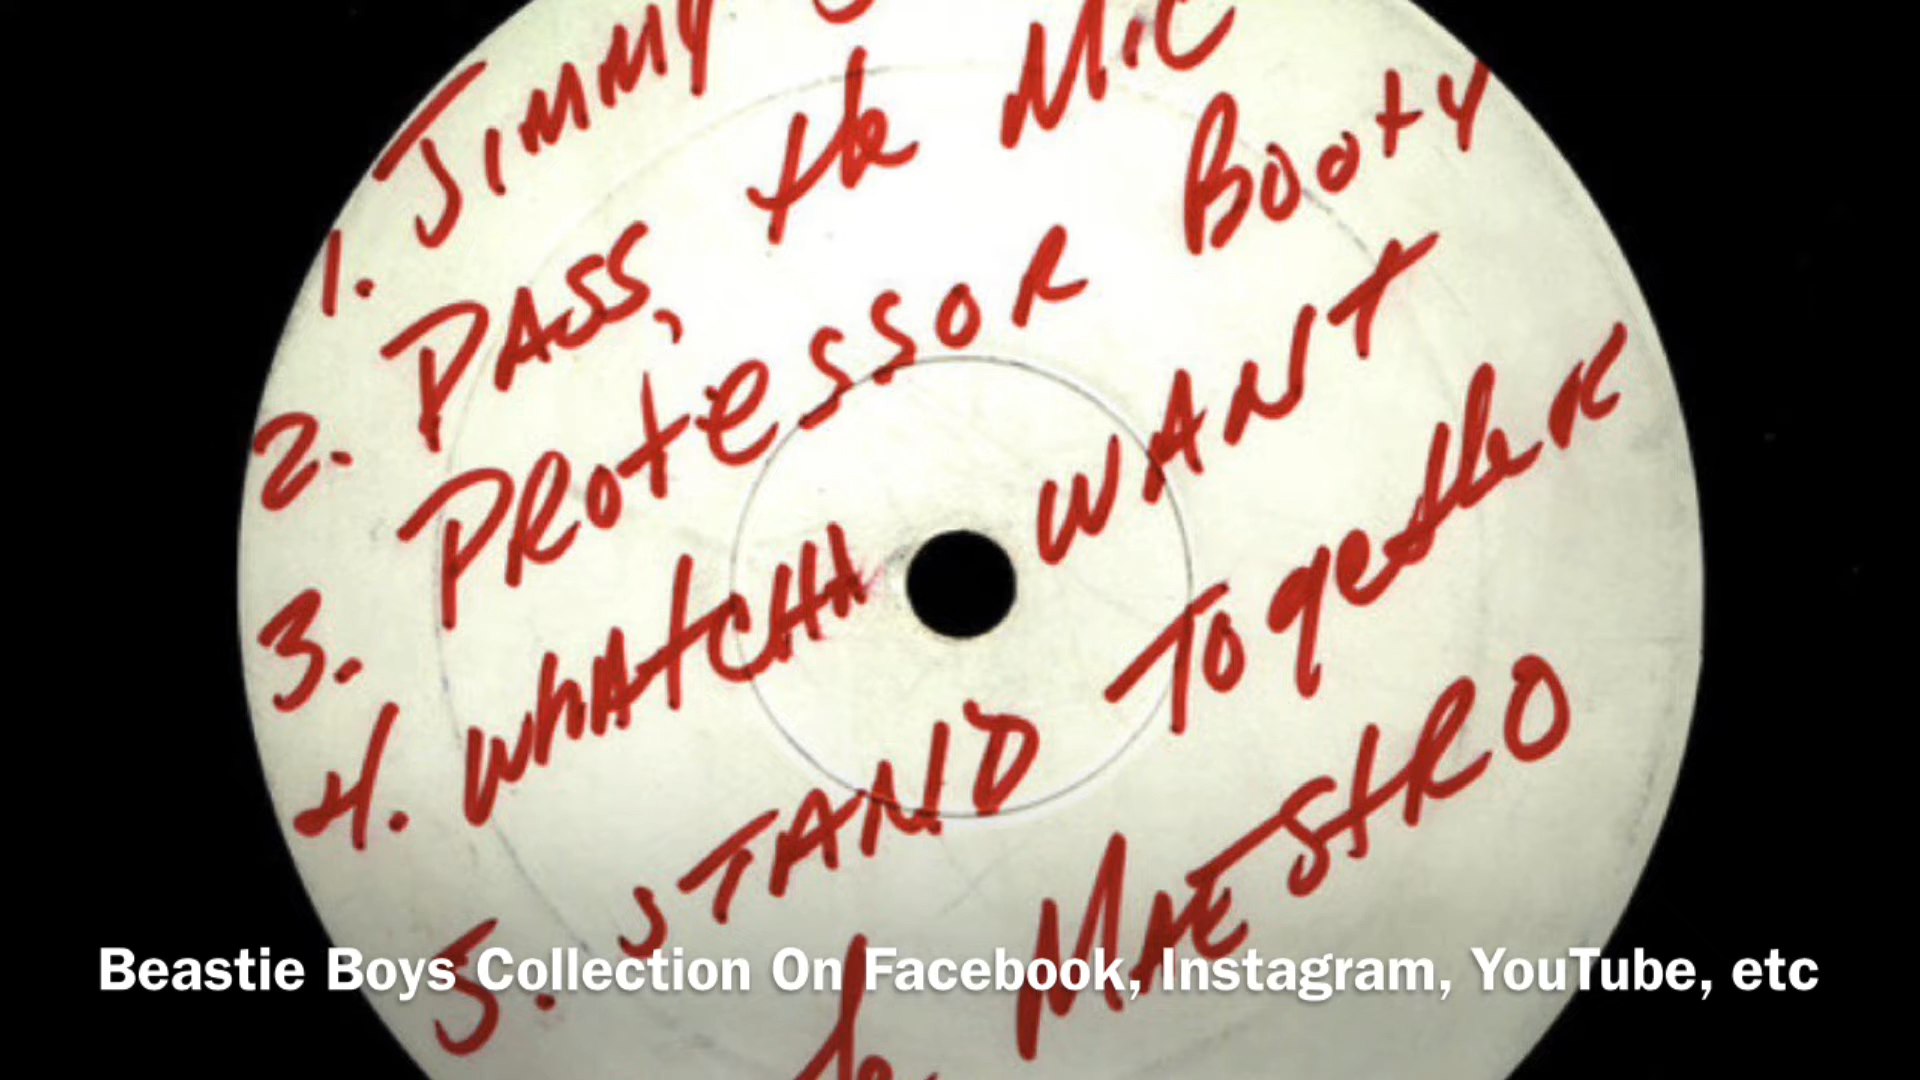 1. JIMMY
2. PASS, the MIC
3. PROfESSOR BOOtY
4. WhAtCHA WANT
5. STAND TOgetheR
the MAESTRO
Beastie Boys Collection On Facebook, Instagram, YouTube, etc